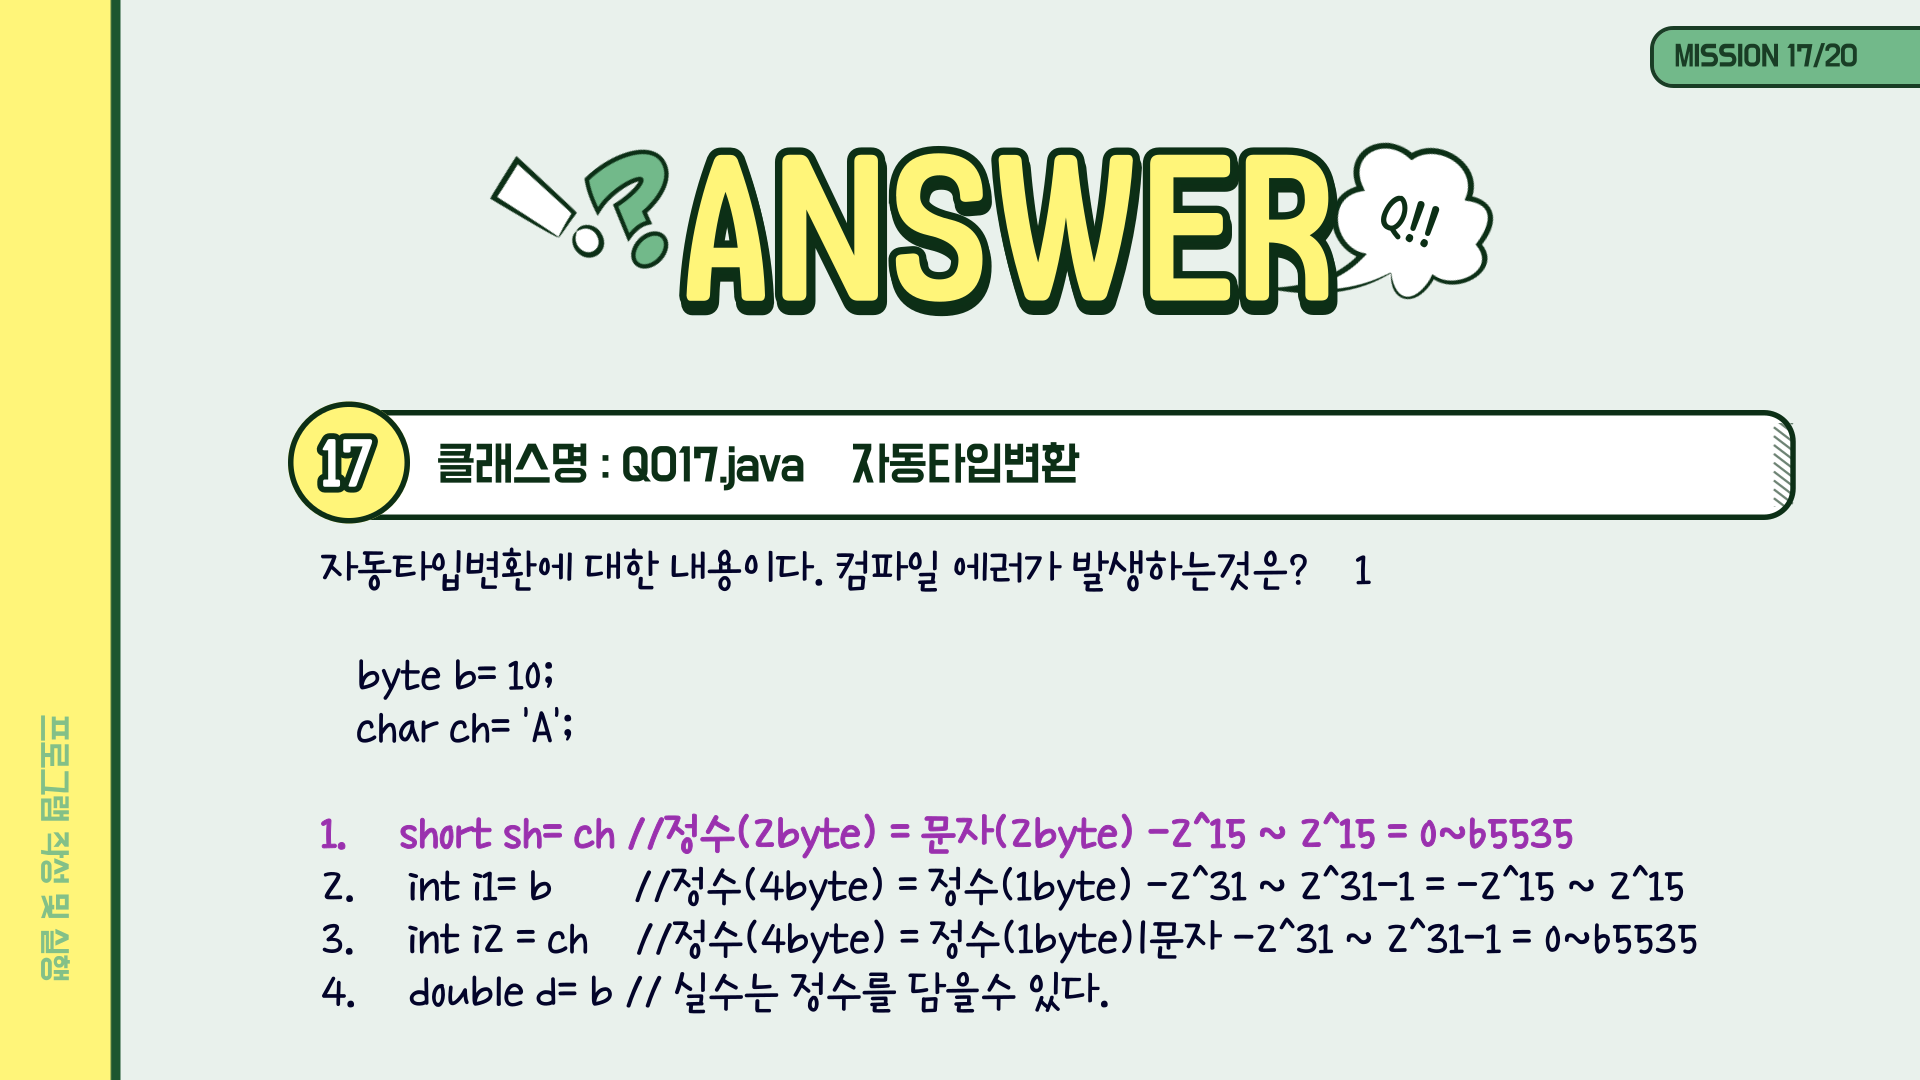 MISSION 17/20
ANSWER
Q!!
17
클래스명 : Q017.java 자동타입변환
자동타입변환에 대한 내용이다. 컴파일 에러가 발생하는것은? 1
byte b= 10;
char ch= 'A';
1. short sh= ch //정수(2byte) = 문자(2byte) -2^15 ~ 2^15 = 0~65535
2. int i1= b //정수(4byte) = 정수(1byte) -2^31 ~ 2^31-1 = -2^15 ~ 2^15
3. int i2 = ch //정수(4byte) = 정수(1byte)|문자 -2^31 ~ 2^31-1 = 0~65535
4. double d= b // 실수는 정수를 담을수 있다.
프로그램 작성 및 실행